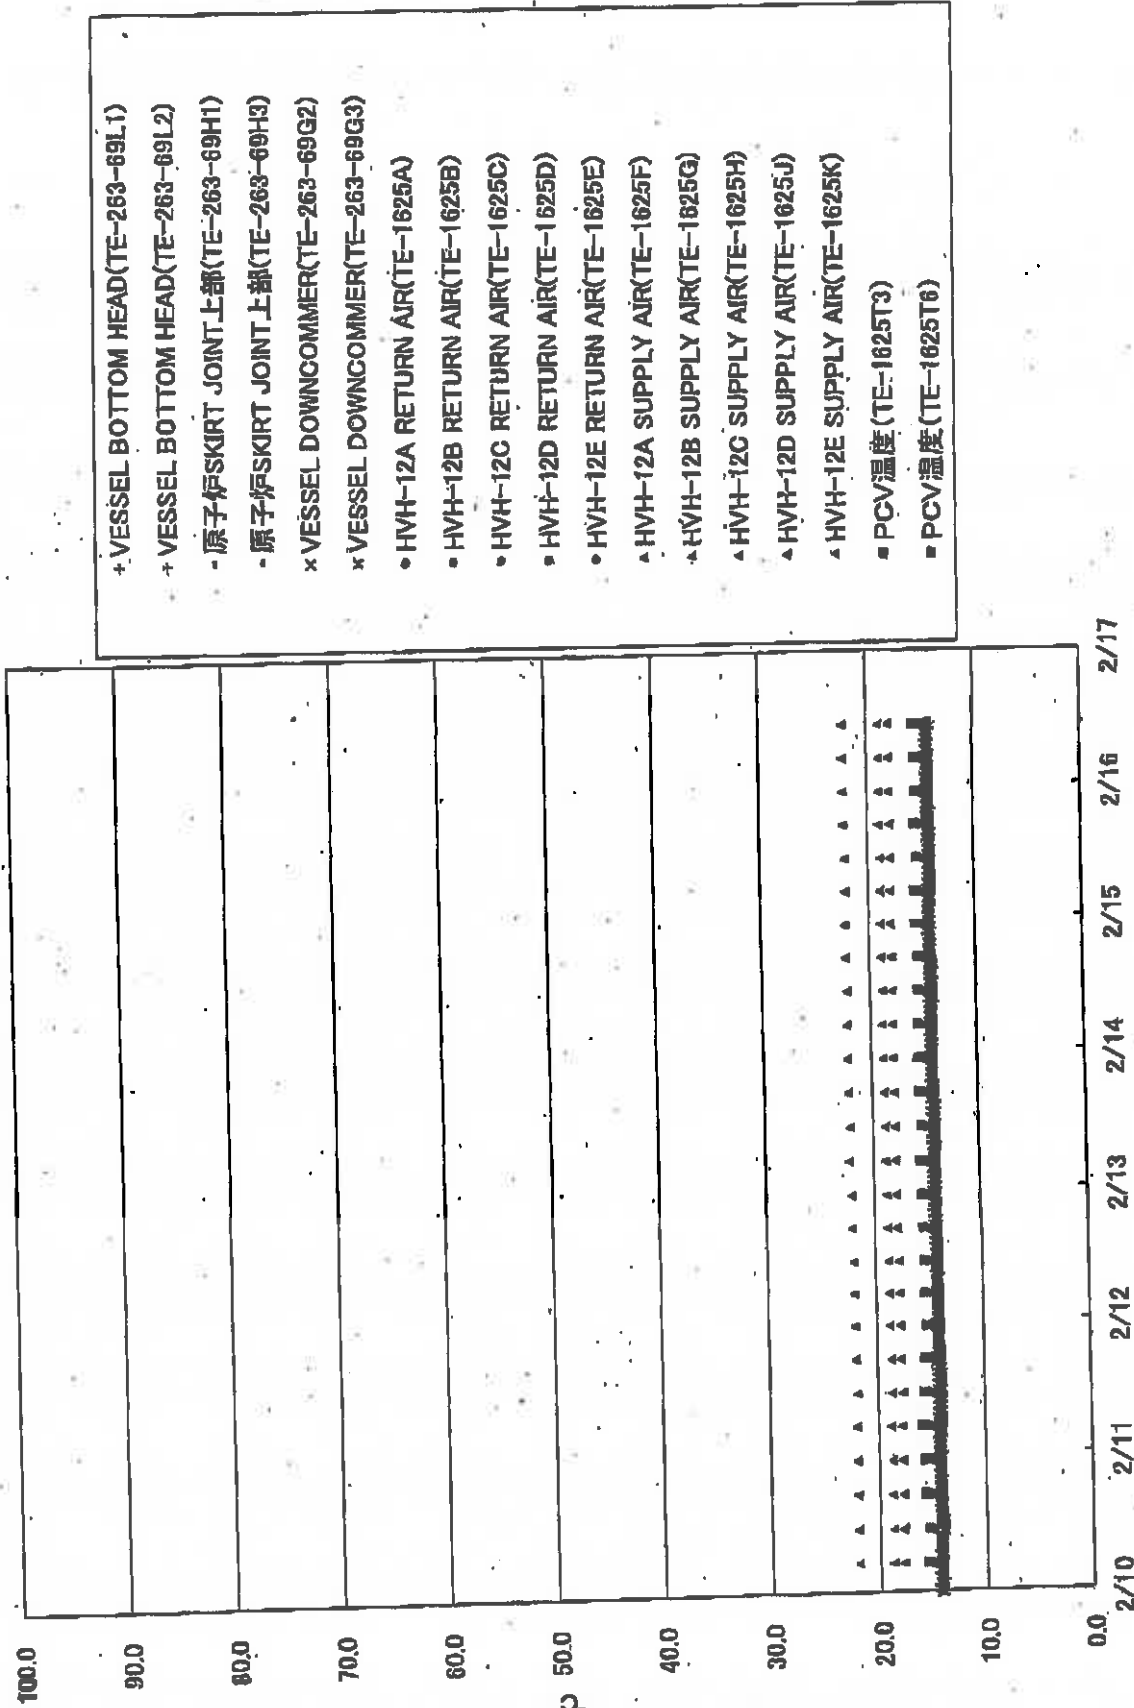 + VESSEL BOTTOM HEAD(TE-263-69L1)
+ VESSEL BOTTOM HEAD(TE-263-69L2)
- 原子炉SKIRT JOINT上部(TE-263-69H1)
- 原子炉SKIRT JOINT上部(TE-263-69H3)
× VESSEL DOWNCOMMER(TE-263-69G2)
× VESSEL DOWNCOMMER(TE-263-69G3)
● HVH-12A RETURN AIR(TE-1625A)
● HVH-12B RETURN AIR(TE-1625B)
● HVH-12C RETURN AIR(TE-1625C)
● HVH-12D RETURN AIR(TE-1625D)
● HVH-12E RETURN AIR(TE-1625E)
▲ HVH-12A SUPPLY AIR(TE-1625F)
▲ HVH-12B SUPPLY AIR(TE-1625G)
▲ HVH-12C SUPPLY AIR(TE-1625H)
▲ HVH-12D SUPPLY AIR(TE-1625J)
▲ HVH-12E SUPPLY AIR(TE-1625K)
■ PCV温度(TE-1625T3)
■ PCV温度(TE-1625T6)
100.0
90.0
80.0
70.0
60.0
50.0
40.0
30.0
20.0
10.0
0.0
2/10
2/11
2/12
2/13
2/14
2/15
2/16
2/17